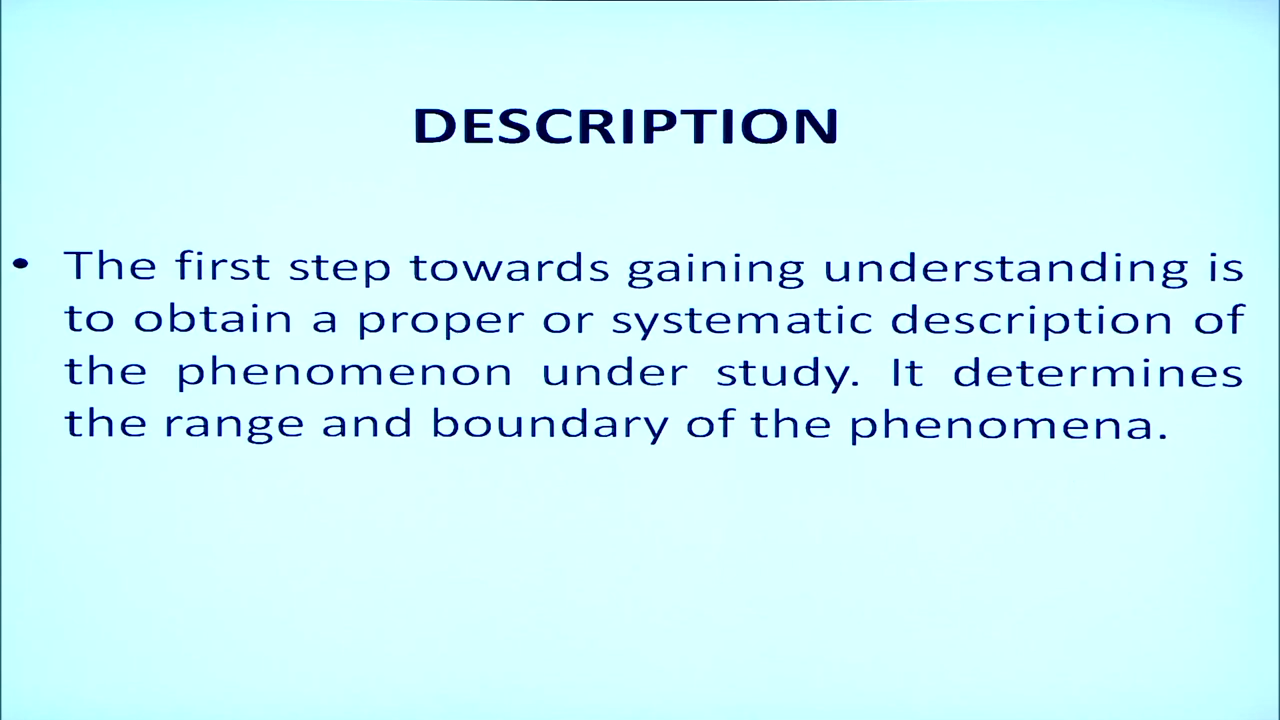 DESCRIPTION
• The first step towards gaining understanding is
to obtain a proper or systematic description of
the phenomenon under study. It determines
the range and boundary of the phenomena.